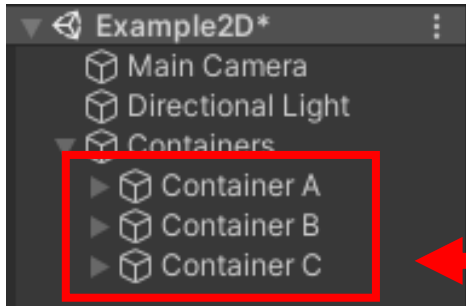 Example2D*
Main Camera
Directional Light
Containers
Container A
Container B
Container C